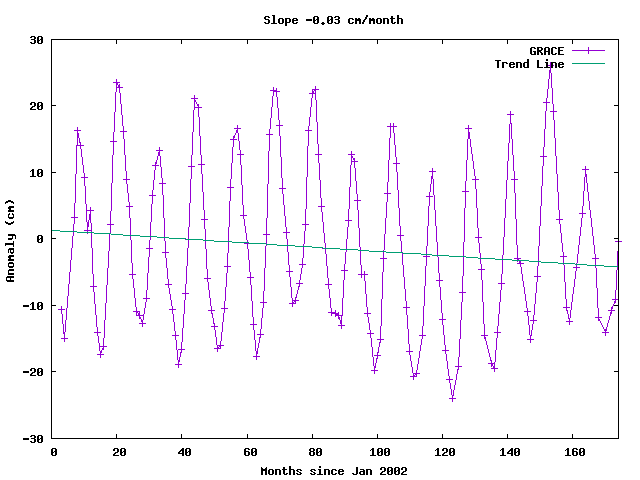 Slope -0.03 cm/month
GRACE
Trend Line
30
20
10
0
-10
-20
-30
Anomaly (cm)
0 20 40 60 80 100 120 140 160
Months since Jan 2002